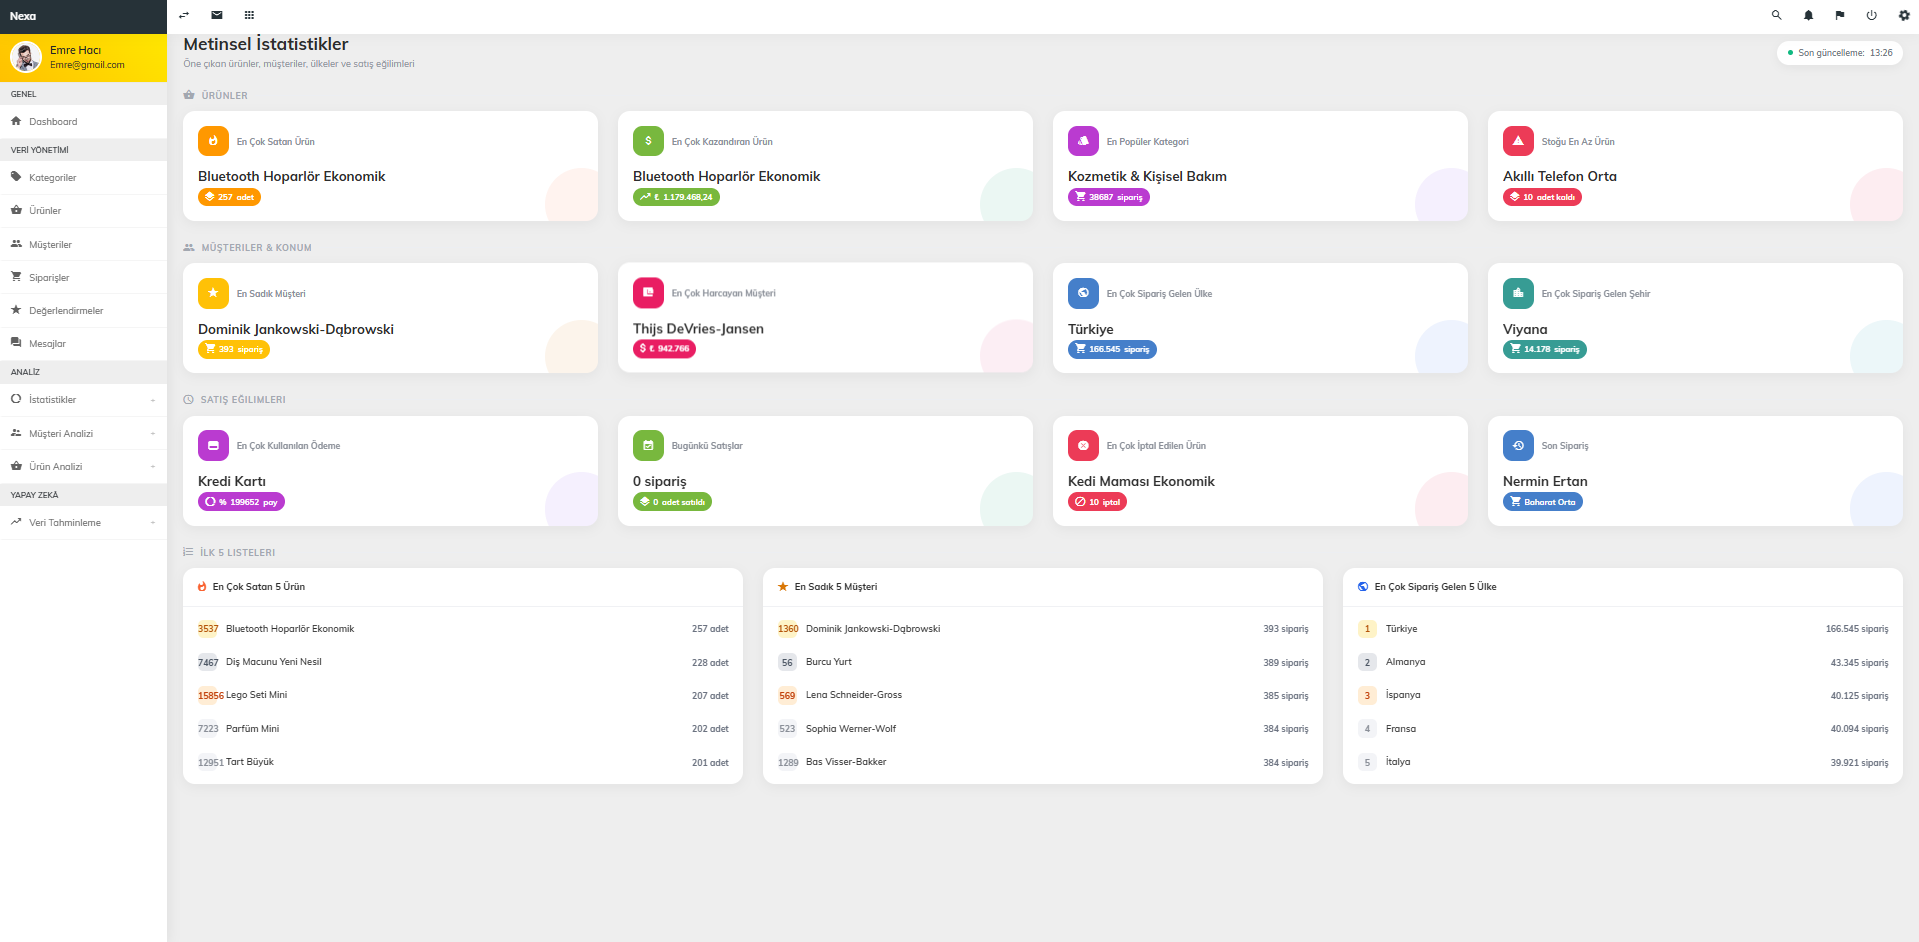 Nexa
Emre Hacı
Emre@gmail.com
GENEL
Dashboard
VERİ YÖNETİMİ
Kategoriler
Ürünler
Müşteriler
Siparişler
Değerlendirmeler
Mesajlar
ANALİZ
İstatistikler
Müşteri Analizi
Ürün Analizi
YAPAY ZEKÂ
Veri Tahminleme
Metinsel İstatistikler
Öne çıkan ürünler, müşteriler, ülkeler ve satış eğilimleri
Son güncelleme: 13:26
ÜRÜNLER
En Çok Satan Ürün
Bluetooth Hoparlör Ekonomik
257 adet
En Çok Kazandıran Ürün
Bluetooth Hoparlör Ekonomik
₺ 1.179.468,24
En Popüler Kategori
Kozmetik & Kişisel Bakım
38687 sipariş
Stoğu En Az Ürün
Akıllı Telefon Orta
10 adet kaldı
MÜŞTERİLER & KONUM
En Sadık Müşteri
Dominik Jankowski-Dąbrowski
393 sipariş
En Çok Harcayan Müşteri
Thijs DeVries-Jansen
₺ 942.766
En Çok Sipariş Gelen Ülke
Türkiye
166.545 sipariş
En Çok Sipariş Gelen Şehir
Viyana
14.178 sipariş
SATIŞ EĞILIMLERI
En Çok Kullanılan Ödeme
Kredi Kartı
% 199652 pay
Bugünkü Satışlar
0 sipariş
0 adet satıldı
En Çok İptal Edilen Ürün
Kedi Maması Ekonomik
10 iptal
Son Sipariş
Nermin Ertan
Baharat Orta
İLK 5 LISTELERI
En Çok Satan 5 Ürün
3537 Bluetooth Hoparlör Ekonomik 257 adet
7467 Diş Macunu Yeni Nesil 228 adet
15856 Lego Seti Mini 207 adet
7223 Parfüm Mini 202 adet
12951 Tart Büyük 201 adet
En Sadık 5 Müşteri
1360 Dominik Jankowski-Dąbrowski 393 sipariş
56 Burcu Yurt 389 sipariş
569 Lena Schneider-Gross 385 sipariş
523 Sophia Werner-Wolf 384 sipariş
1289 Bas Visser-Bakker 384 sipariş
En Çok Sipariş Gelen 5 Ülke
1 Türkiye 166.545 sipariş
2 Almanya 43.345 sipariş
3 İspanya 40.125 sipariş
4 Fransa 40.094 sipariş
5 İtalya 39.921 sipariş